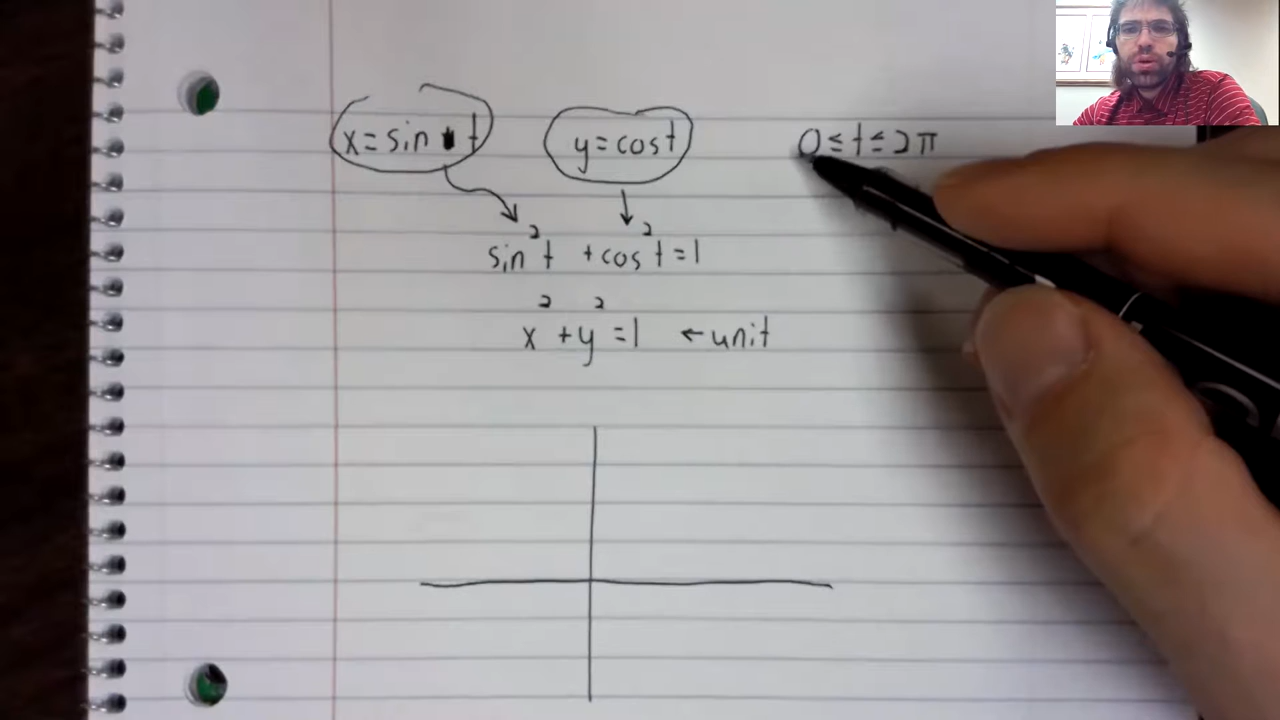 x = sin t y = cos t 0 ≤ t ≤ 2π
sin² t + cos² t = 1
x² + y² = 1 ← unit